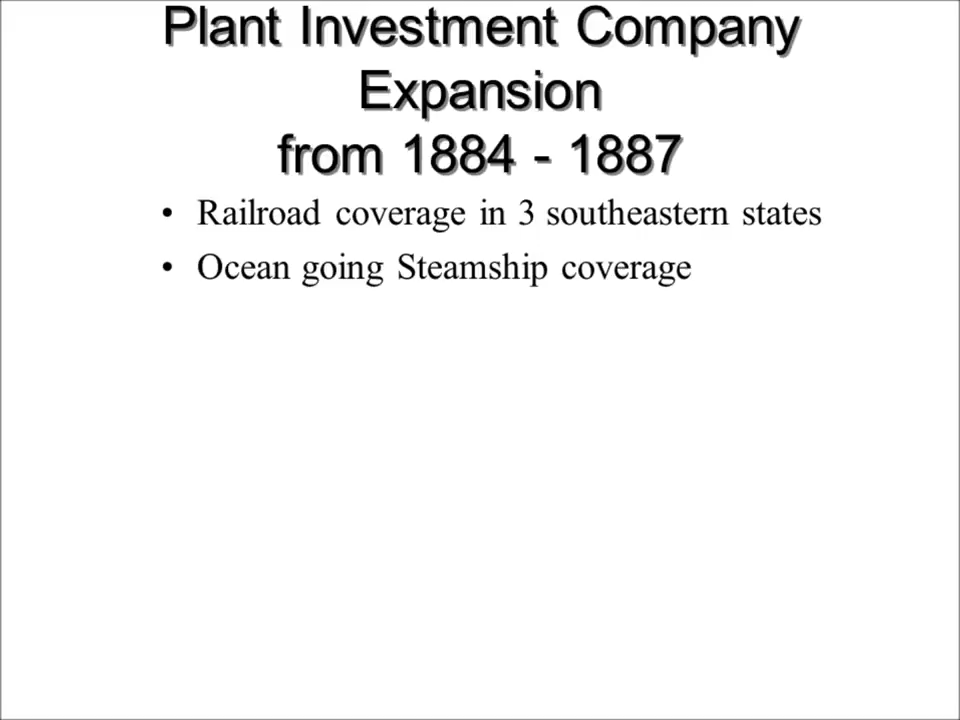 Plant Investment Company
Expansion
from 1884 - 1887
• Railroad coverage in 3 southeastern states
• Ocean going Steamship coverage